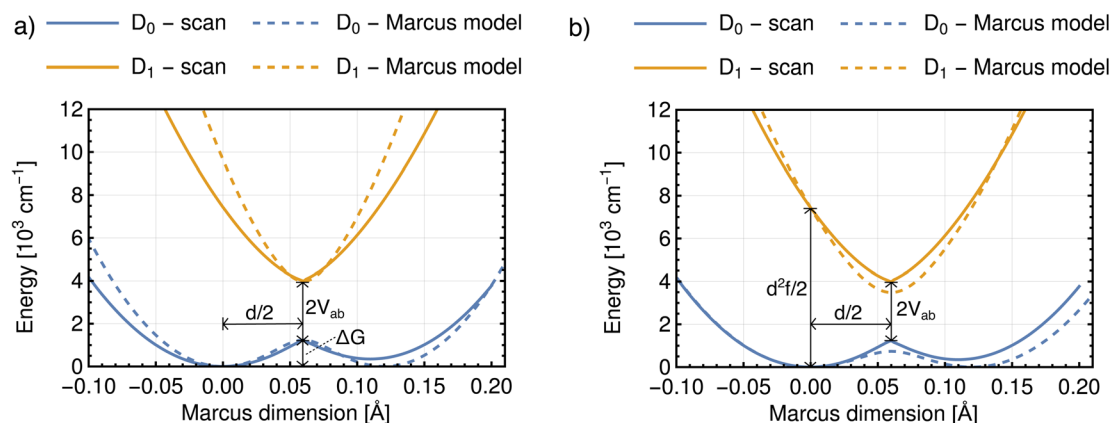 a)
D₀ – scan
D₀ – Marcus model
D₁ – scan
D₁ – Marcus model
12
10
8
6
4
2
0
Energy [10³ cm⁻¹]
d/2
2Vab
ΔG
−0.10
−0.05
0.00
0.05
0.10
0.15
0.20
Marcus dimension [Å]
b)
D₀ – scan
D₀ – Marcus model
D₁ – scan
D₁ – Marcus model
12
10
8
6
4
2
0
Energy [10³ cm⁻¹]
d²f/2
d/2
2Vab
−0.10
−0.05
0.00
0.05
0.10
0.15
0.20
Marcus dimension [Å]